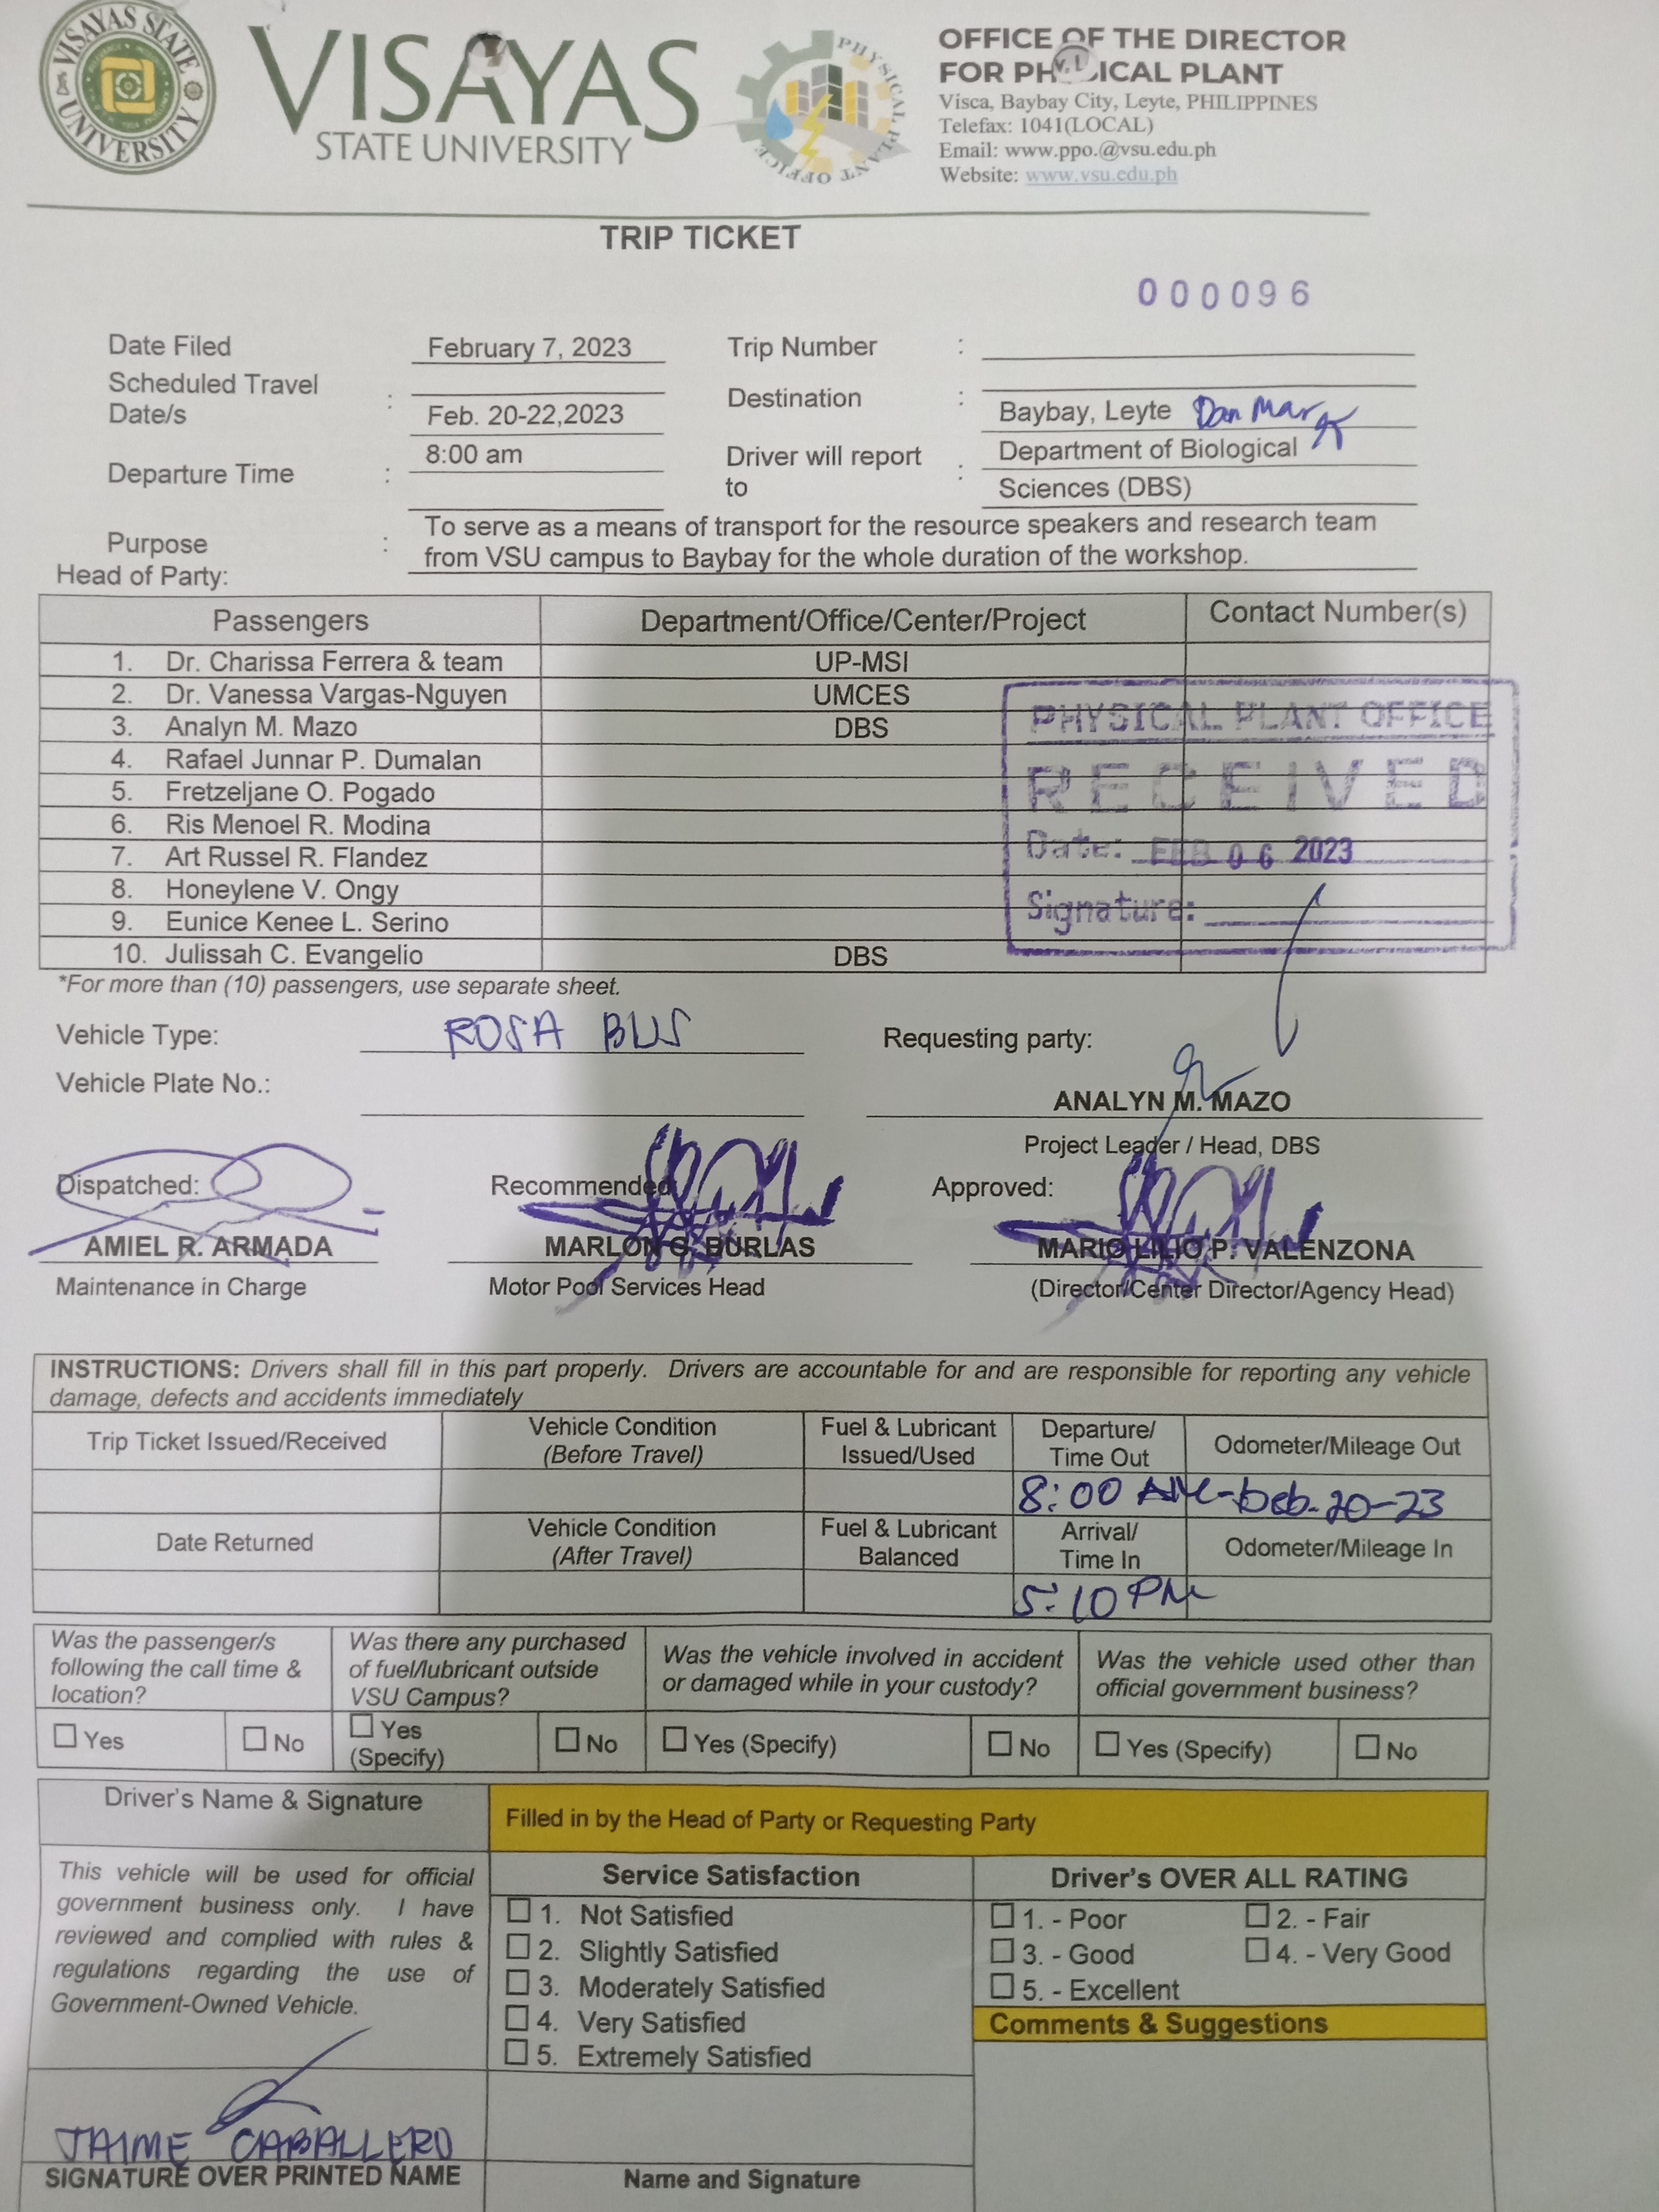 VISAYAS STATE UNIVERSITY
VISAYAS
STATE UNIVERSITY
PHYSICAL PLANT OFFICE
OFFICE OF THE DIRECTOR
FOR PHYSICAL PLANT
Visca, Baybay City, Leyte, PHILIPPINES
Telefax: 1041(LOCAL)
Email: www.ppo.@vsu.edu.ph
Website: www.vsu.edu.ph
TRIP TICKET
000096
Date Filed February 7, 2023 Trip Number :
Scheduled Travel Date/s : Feb. 20-22,2023 Destination : Baybay, Leyte Dan Mar
Departure Time : 8:00 am Driver will report to : Department of Biological
Sciences (DBS)
Purpose : To serve as a means of transport for the resource speakers and research team
from VSU campus to Baybay for the whole duration of the workshop.
Head of Party:
Passengers Department/Office/Center/Project Contact Number(s)
1. Dr. Charissa Ferrera & team UP-MSI
2. Dr. Vanessa Vargas-Nguyen UMCES
3. Analyn M. Mazo DBS
4. Rafael Junnar P. Dumalan
5. Fretzeljane O. Pogado
6. Ris Menoel R. Modina
7. Art Russel R. Flandez
8. Honeylene V. Ongy
9. Eunice Kenee L. Serino
10. Julissah C. Evangelio DBS
PHYSICAL PLANT OFFICE
RECEIVED
Date: FEB 06 2023
Signature:
*For more than (10) passengers, use separate sheet.
Vehicle Type: ROSA BUS Requesting party:
Vehicle Plate No.:
ANALYN M. MAZO
Project Leader / Head, DBS
Dispatched: Recommended: Approved:
AMIEL R. ARMADA MARLON G. BURLAS MARIO LILIO P. VALENZONA
Maintenance in Charge Motor Pool Services Head (Director/Center Director/Agency Head)
INSTRUCTIONS: Drivers shall fill in this part properly. Drivers are accountable for and are responsible for reporting any vehicle
damage, defects and accidents immediately
Trip Ticket Issued/Received Vehicle Condition (Before Travel) Fuel & Lubricant Issued/Used Departure/ Time Out Odometer/Mileage Out
8:00 AM-Feb-20-23
Date Returned Vehicle Condition (After Travel) Fuel & Lubricant Balanced Arrival/ Time In Odometer/Mileage In
5:10 PM
Was the passenger/s following the call time & location? Was there any purchased of fuel/lubricant outside VSU Campus? Was the vehicle involved in accident or damaged while in your custody? Was the vehicle used other than official government business?
Yes No Yes (Specify) No Yes (Specify) No Yes (Specify) No
Driver's Name & Signature
Filled in by the Head of Party or Requesting Party
This vehicle will be used for official
government business only. I have
reviewed and complied with rules &
regulations regarding the use of
Government-Owned Vehicle.
Service Satisfaction
1. Not Satisfied
2. Slightly Satisfied
3. Moderately Satisfied
4. Very Satisfied
5. Extremely Satisfied
Driver's OVER ALL RATING
1. - Poor 2. - Fair
3. - Good 4. - Very Good
5. - Excellent
Comments & Suggestions
JAIME CABALLERO
SIGNATURE OVER PRINTED NAME
Name and Signature